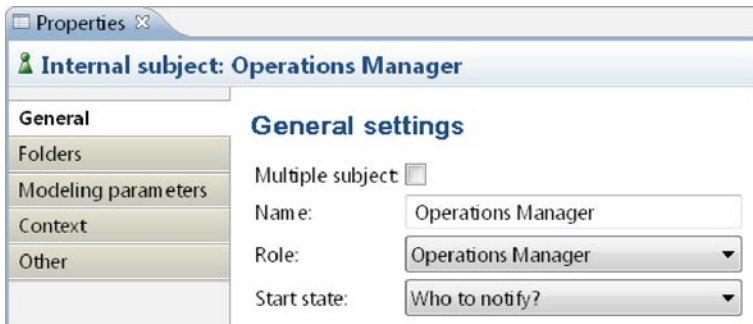 Properties
Internal subject: Operations Manager
General
Folders
Modeling parameters
Context
Other
General settings
Multiple subject
Name: Operations Manager
Role: Operations Manager
Start state: Who to notify?